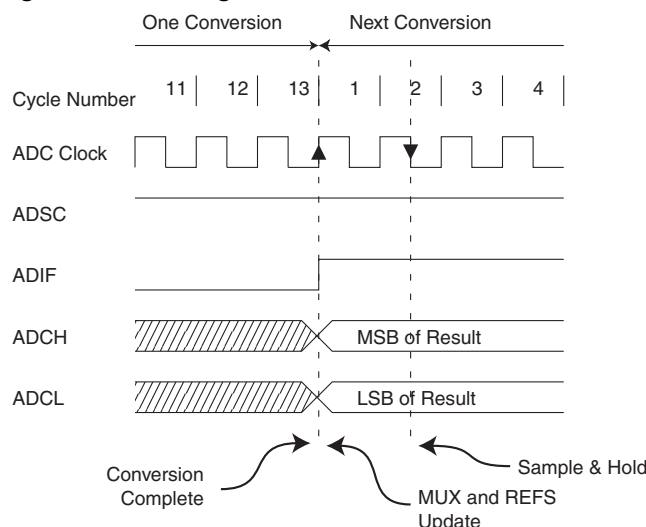 One Conversion Next Conversion
Cycle Number 11 12 13 1 2 3 4
ADC Clock
ADSC
ADIF
ADCH MSB of Result
ADCL LSB of Result
Conversion
Complete
MUX and REFS
Update
Sample & Hold